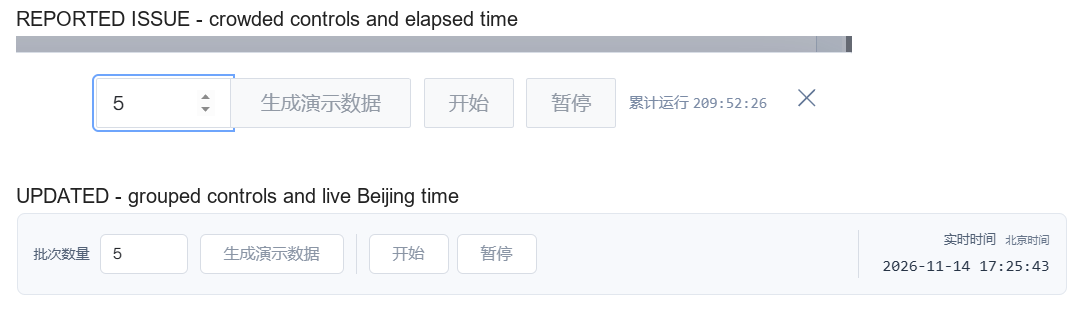 REPORTED ISSUE - crowded controls and elapsed time
5 生成演示数据 开始 暂停 累计运行 209:52:26
UPDATED - grouped controls and live Beijing time
批次数量 5 生成演示数据 开始 暂停
实时时间 北京时间
2026-11-14 17:25:43